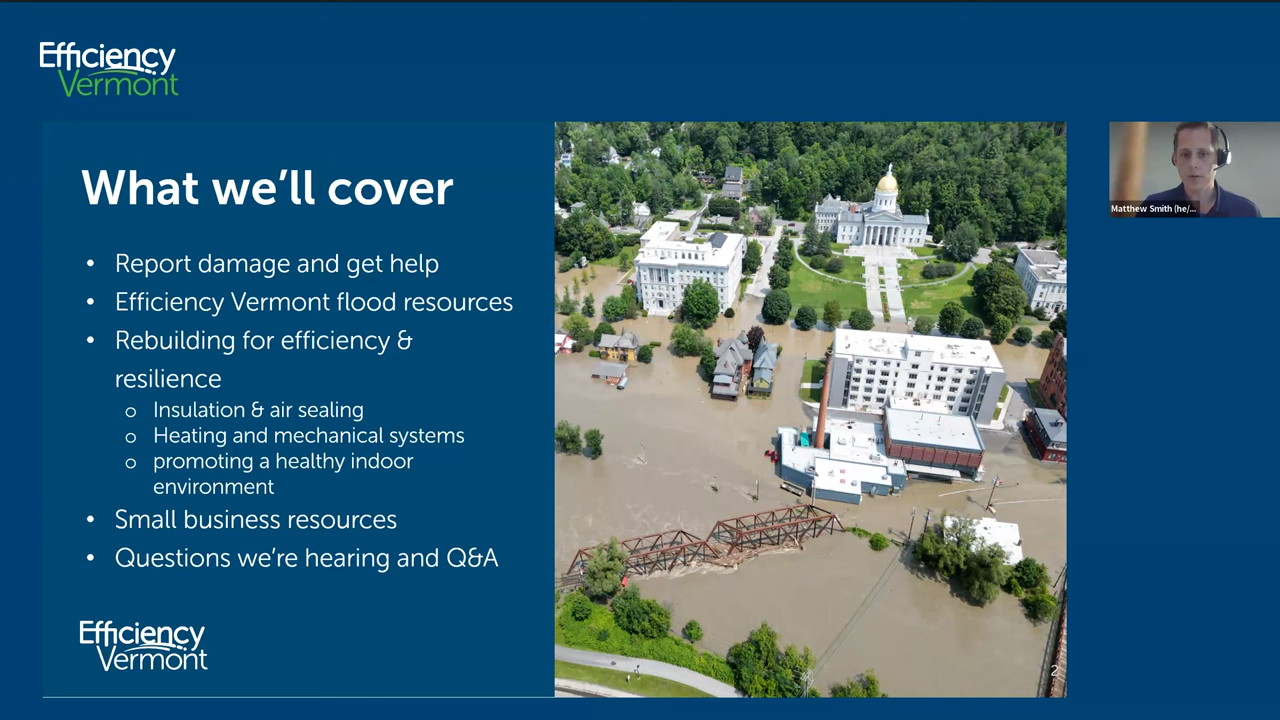 Efficiency
Vermont
What we'll cover
• Report damage and get help
• Efficiency Vermont flood resources
• Rebuilding for efficiency &
resilience
o Insulation & air sealing
o Heating and mechanical systems
o promoting a healthy indoor
environment
• Small business resources
• Questions we're hearing and Q&A
Efficiency
Vermont
2
Matthew Smith (he/...